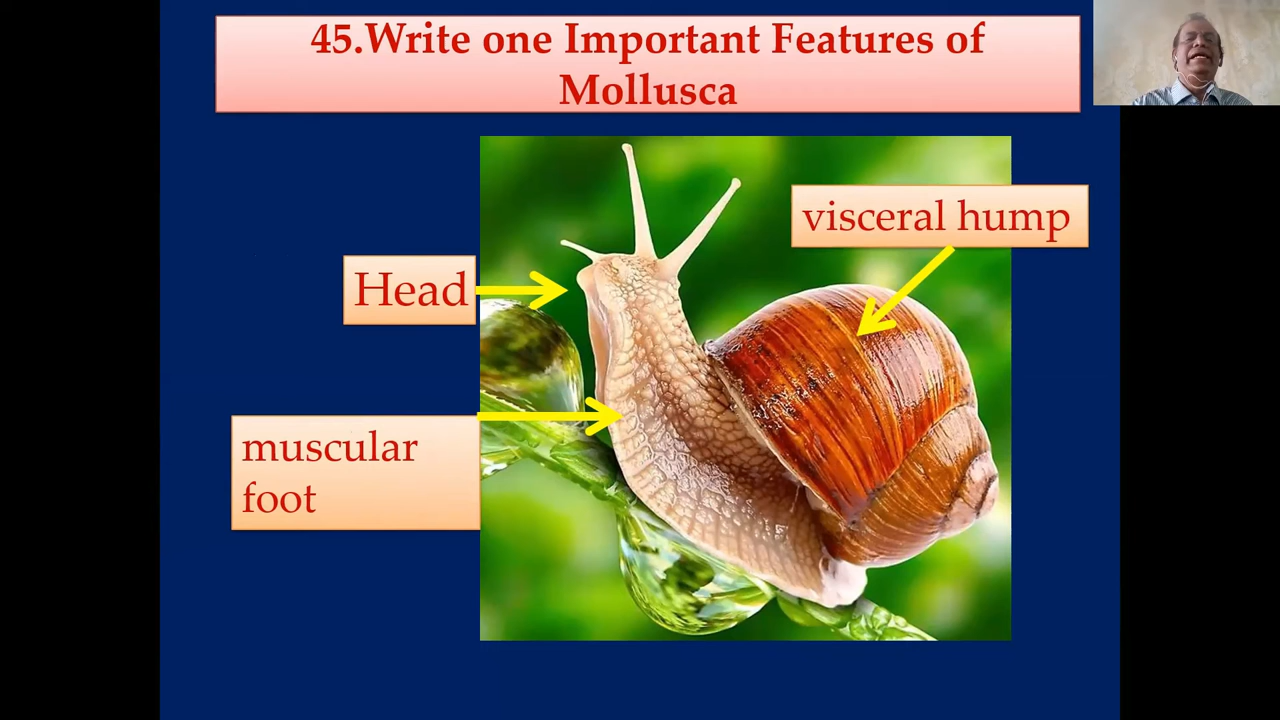 45.Write one Important Features of
Mollusca
visceral hump
Head
muscular
foot